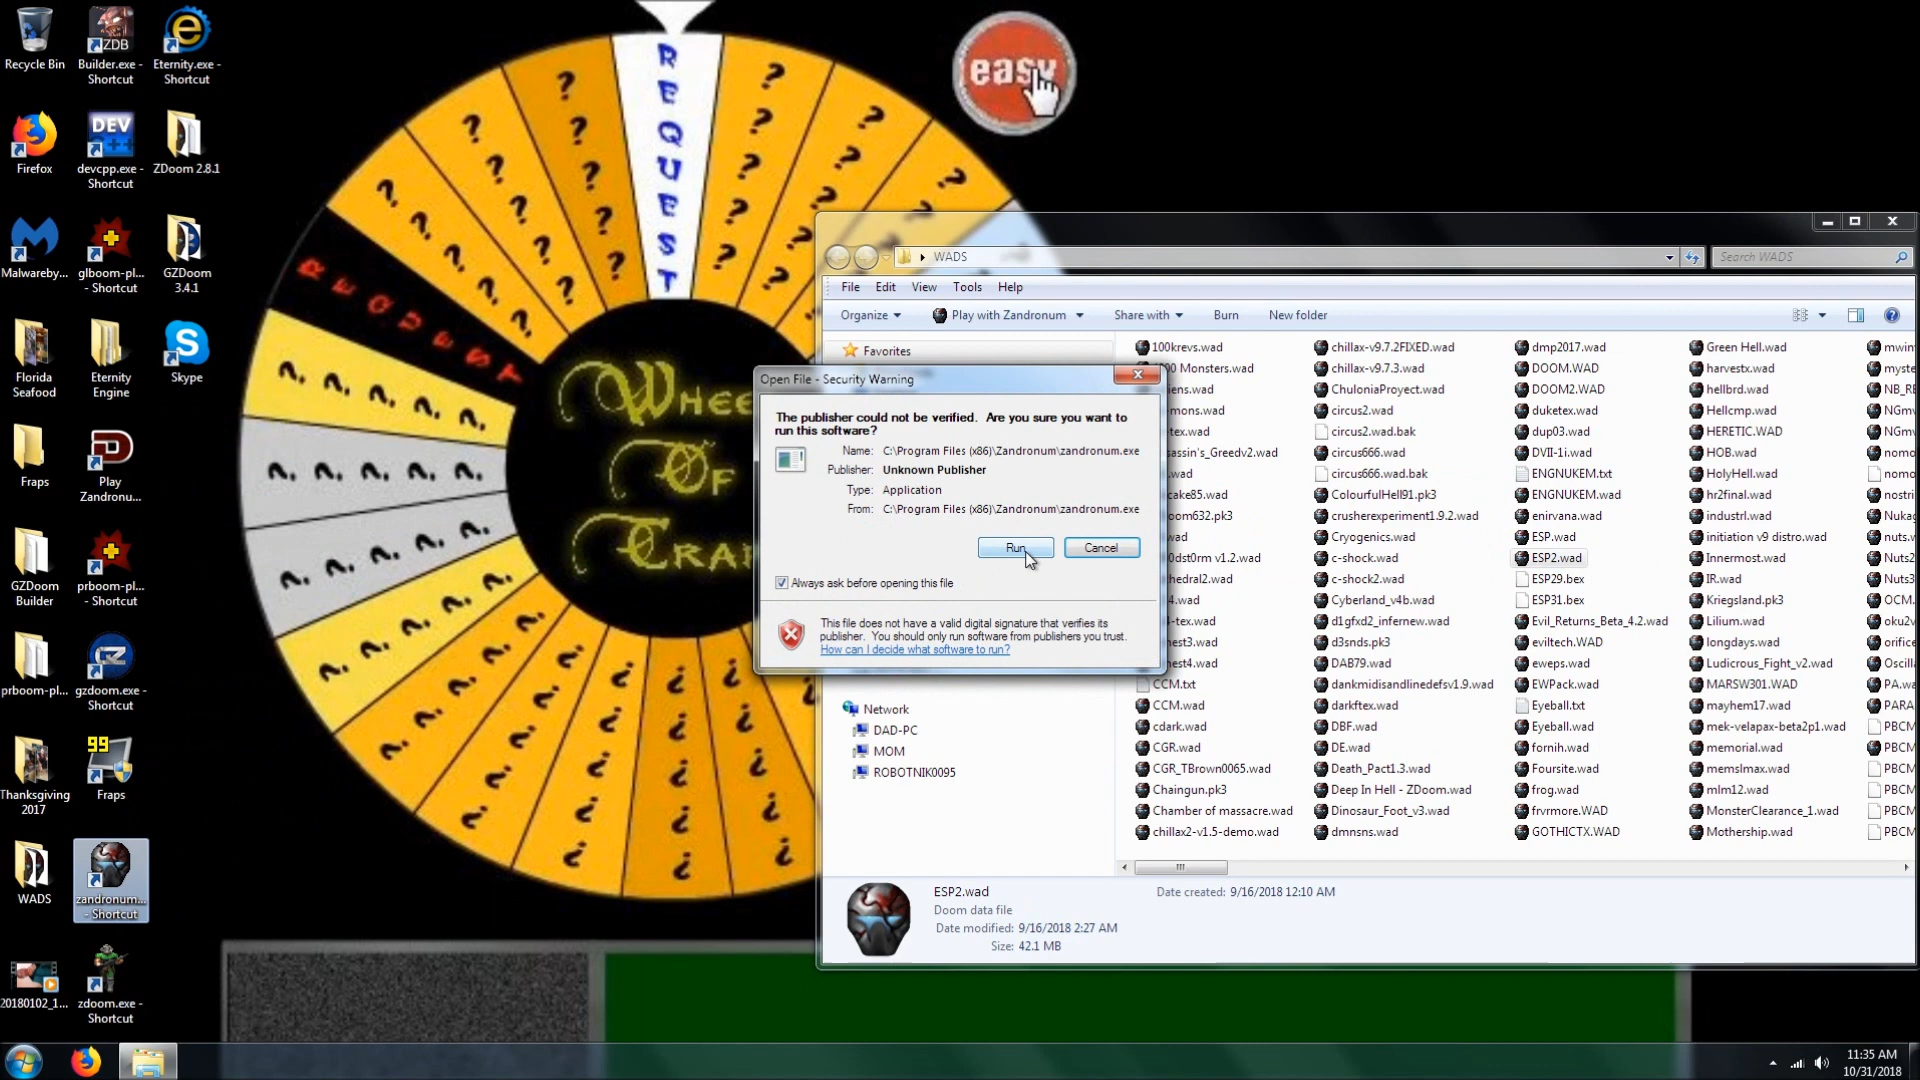 Recycle Bin
ZDB
Builder.exe - Shortcut
Eternity.exe - Shortcut
Firefox
DEV
devcpp.exe - Shortcut
ZDoom 2.8.1
Malwareby...
glboom-pl... - Shortcut
GZDoom 3.4.1
Florida Seafood
Eternity Engine
Skype
Fraps
Play Zandronu...
GZDoom Builder
prboom-pl... - Shortcut
prboom-pl...
gzdoom.exe - Shortcut
Thanksgiving 2017
99
Fraps
WADS
zandronum... - Shortcut
20180102_1...
zdoom.exe - Shortcut
REQUEST
REQUEST
easy
Whee
Of
Cra
WADS
Search WADS
File Edit View Tools Help
Organize Play with Zandronum Share with Burn New folder
Favorites
Network
DAD-PC
MOM
ROBOTNIK0095
Open File - Security Warning
The publisher could not be verified. Are you sure you want to
run this software?
Name: C:\Program Files (x86)\Zandronum\zandronum.exe
Publisher: Unknown Publisher
Type: Application
From: C:\Program Files (x86)\Zandronum\zandronum.exe
Run Cancel
Always ask before opening this file
This file does not have a valid digital signature that verifies its
publisher. You should only run software from publishers you trust.
How can I decide what software to run?
100krevs.wad
Monsters.wad
CCM.txt
CCM.wad
cdark.wad
CGR.wad
CGR_TBrown0065.wad
Chaingun.pk3
Chamber of massacre.wad
chillax2-v1.5-demo.wad
chillax-v9.7.2FIXED.wad
chillax-v9.7.3.wad
ChuloniaProyect.wad
circus2.wad
circus2.wad.bak
circus666.wad
circus666.wad.bak
ColourfulHell91.pk3
crusherexperiment1.9.2.wad
Cryogenics.wad
c-shock.wad
c-shock2.wad
Cyberland_v4b.wad
d1gfxd2_infernew.wad
d3snds.pk3
DAB79.wad
dankmidisandlinedefsv1.9.wad
darkftex.wad
DBF.wad
DE.wad
Death_Pact1.3.wad
Deep In Hell - ZDoom.wad
Dinosaur_Foot_v3.wad
dmnsns.wad
dmp2017.wad
DOOM.WAD
DOOM2.WAD
duketex.wad
dup03.wad
DVII-1i.wad
ENGNUKEM.txt
ENGNUKEM.wad
enirvana.wad
ESP.wad
ESP2.wad
ESP29.bex
ESP31.bex
Evil_Returns_Beta_4.2.wad
eviltech.WAD
eweps.wad
EWPack.wad
Eyeball.txt
Eyeball.wad
fornih.wad
Foursite.wad
frog.wad
frvrmore.WAD
GOTHICTX.WAD
Green Hell.wad
harvestx.wad
hellbrd.wad
Hellcmp.wad
HERETIC.WAD
HOB.wad
HolyHell.wad
hr2final.wad
industrl.wad
initiation v9 distro.wad
Innermost.wad
IR.wad
Kriegsland.pk3
Lilium.wad
longdays.wad
Ludicrous_Fight_v2.wad
MARSW301.WAD
mayhem17.wad
mek-velapax-beta2p1.wad
memorial.wad
memslmax.wad
mlm12.wad
MonsterClearance_1.wad
Mothership.wad
ESP2.wad
Doom data file
Date modified: 9/16/2018 2:27 AM
Size: 42.1 MB
Date created: 9/16/2018 12:10 AM
11:35 AM
10/31/2018